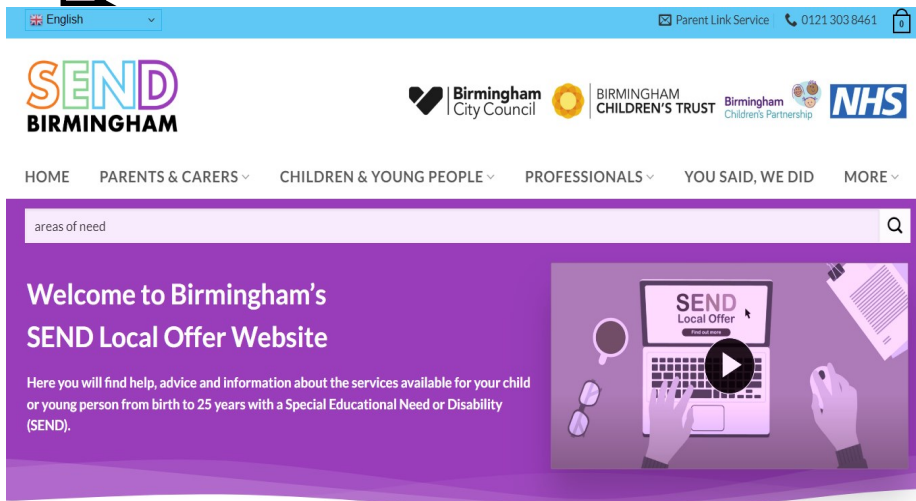 English
Parent Link Service
0121 303 8461
0
SEND
BIRMINGHAM
Birmingham
City Council
BIRMINGHAM
CHILDREN'S TRUST
Birmingham
Children's Partnership
NHS
HOME PARENTS & CARERS CHILDREN & YOUNG PEOPLE PROFESSIONALS YOU SAID, WE DID MORE
areas of need
Welcome to Birmingham's
SEND Local Offer Website
Here you will find help, advice and information about the services available for your child
or young person from birth to 25 years with a Special Educational Need or Disability
(SEND).
SEND
Local Offer
Find out more